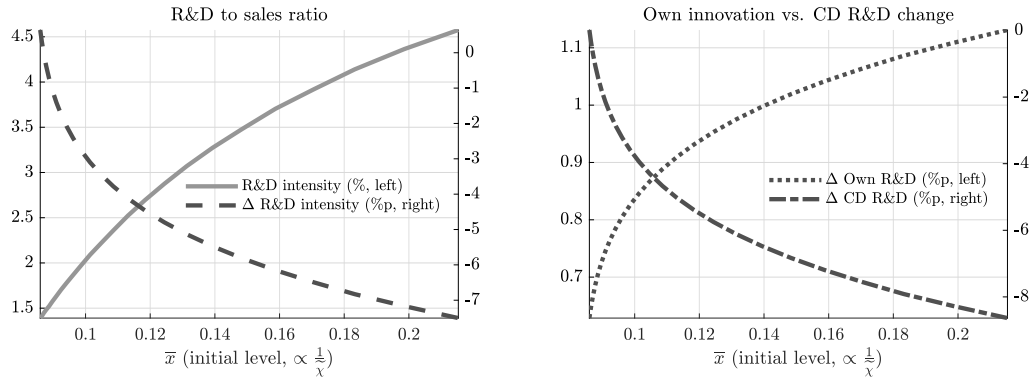 R&D to sales ratio
4.5
4
3.5
3
2.5
2
1.5
0
-1
-2
-3
-4
-5
-6
-7
R&D intensity (%, left)
Δ R&D intensity (%p, right)
0.1 0.12 0.14 0.16 0.18 0.2
x̅ (initial level, ∝ 1/χ̃)
Own innovation vs. CD R&D change
1.1
1
0.9
0.8
0.7
0
-2
-4
-6
-8
Δ Own R&D (%p, left)
Δ CD R&D (%p, right)
0.1 0.12 0.14 0.16 0.18 0.2
x̅ (initial level, ∝ 1/χ̃)